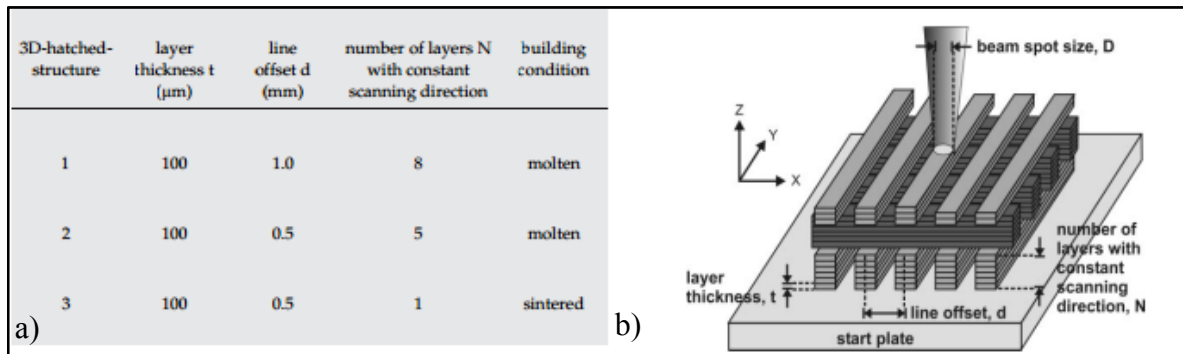 3D-hatched- layer line number of layers N building
structure thickness t offset d with constant condition
(μm) (mm) scanning direction
1 100 1.0 8 molten
2 100 0.5 5 molten
3 100 0.5 1 sintered
a)
beam spot size, D
Z
Y
X
number of
layers with
constant
scanning
direction, N
layer
thickness, t
line offset, d
start plate
b)